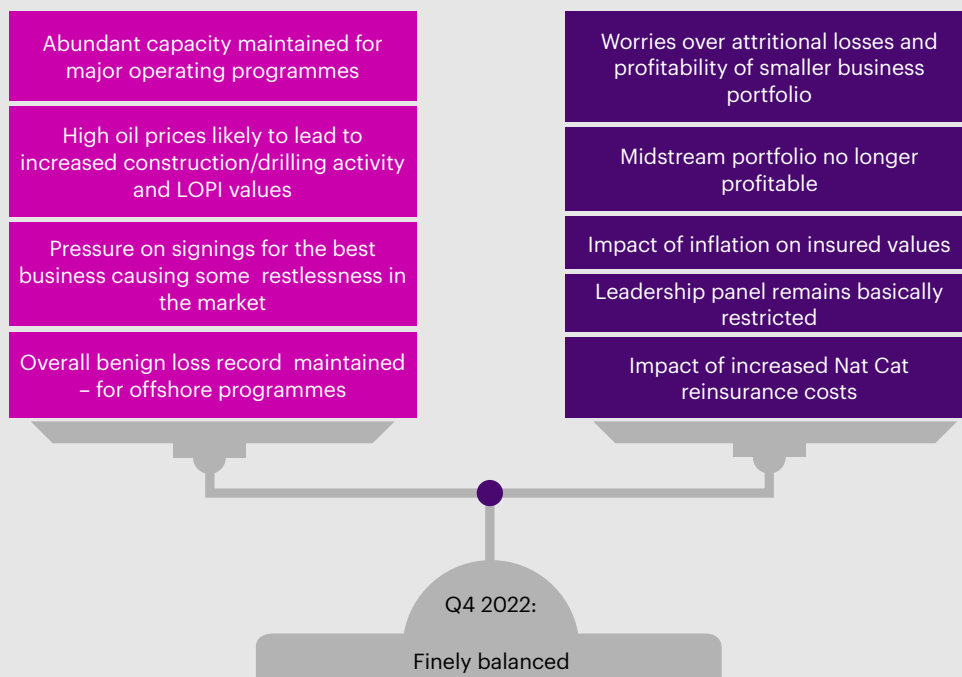 Abundant capacity maintained for
major operating programmes
High oil prices likely to lead to
increased construction/drilling activity
and LOPI values
Pressure on signings for the best
business causing some restlessness in
the market
Overall benign loss record maintained
– for offshore programmes
Worries over attritional losses and
profitability of smaller business
portfolio
Midstream portfolio no longer
profitable
Impact of inflation on insured values
Leadership panel remains basically
restricted
Impact of increased Nat Cat
reinsurance costs
Q4 2022:
Finely balanced